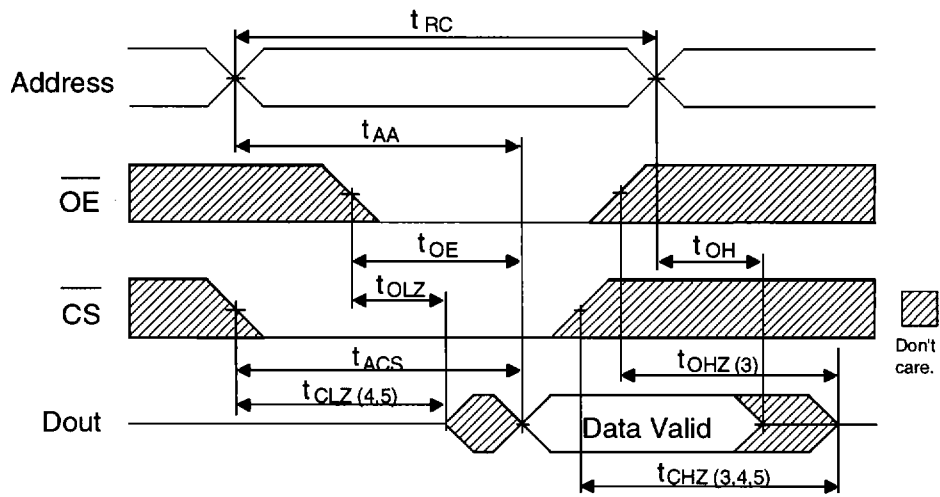 tRC
Address
tAA
OE
tOE
tOH
tOLZ
CS
Don't
care.
tACS
tOHZ (3)
tCLZ (4,5)
Dout
Data Valid
tCHZ (3,4,5)